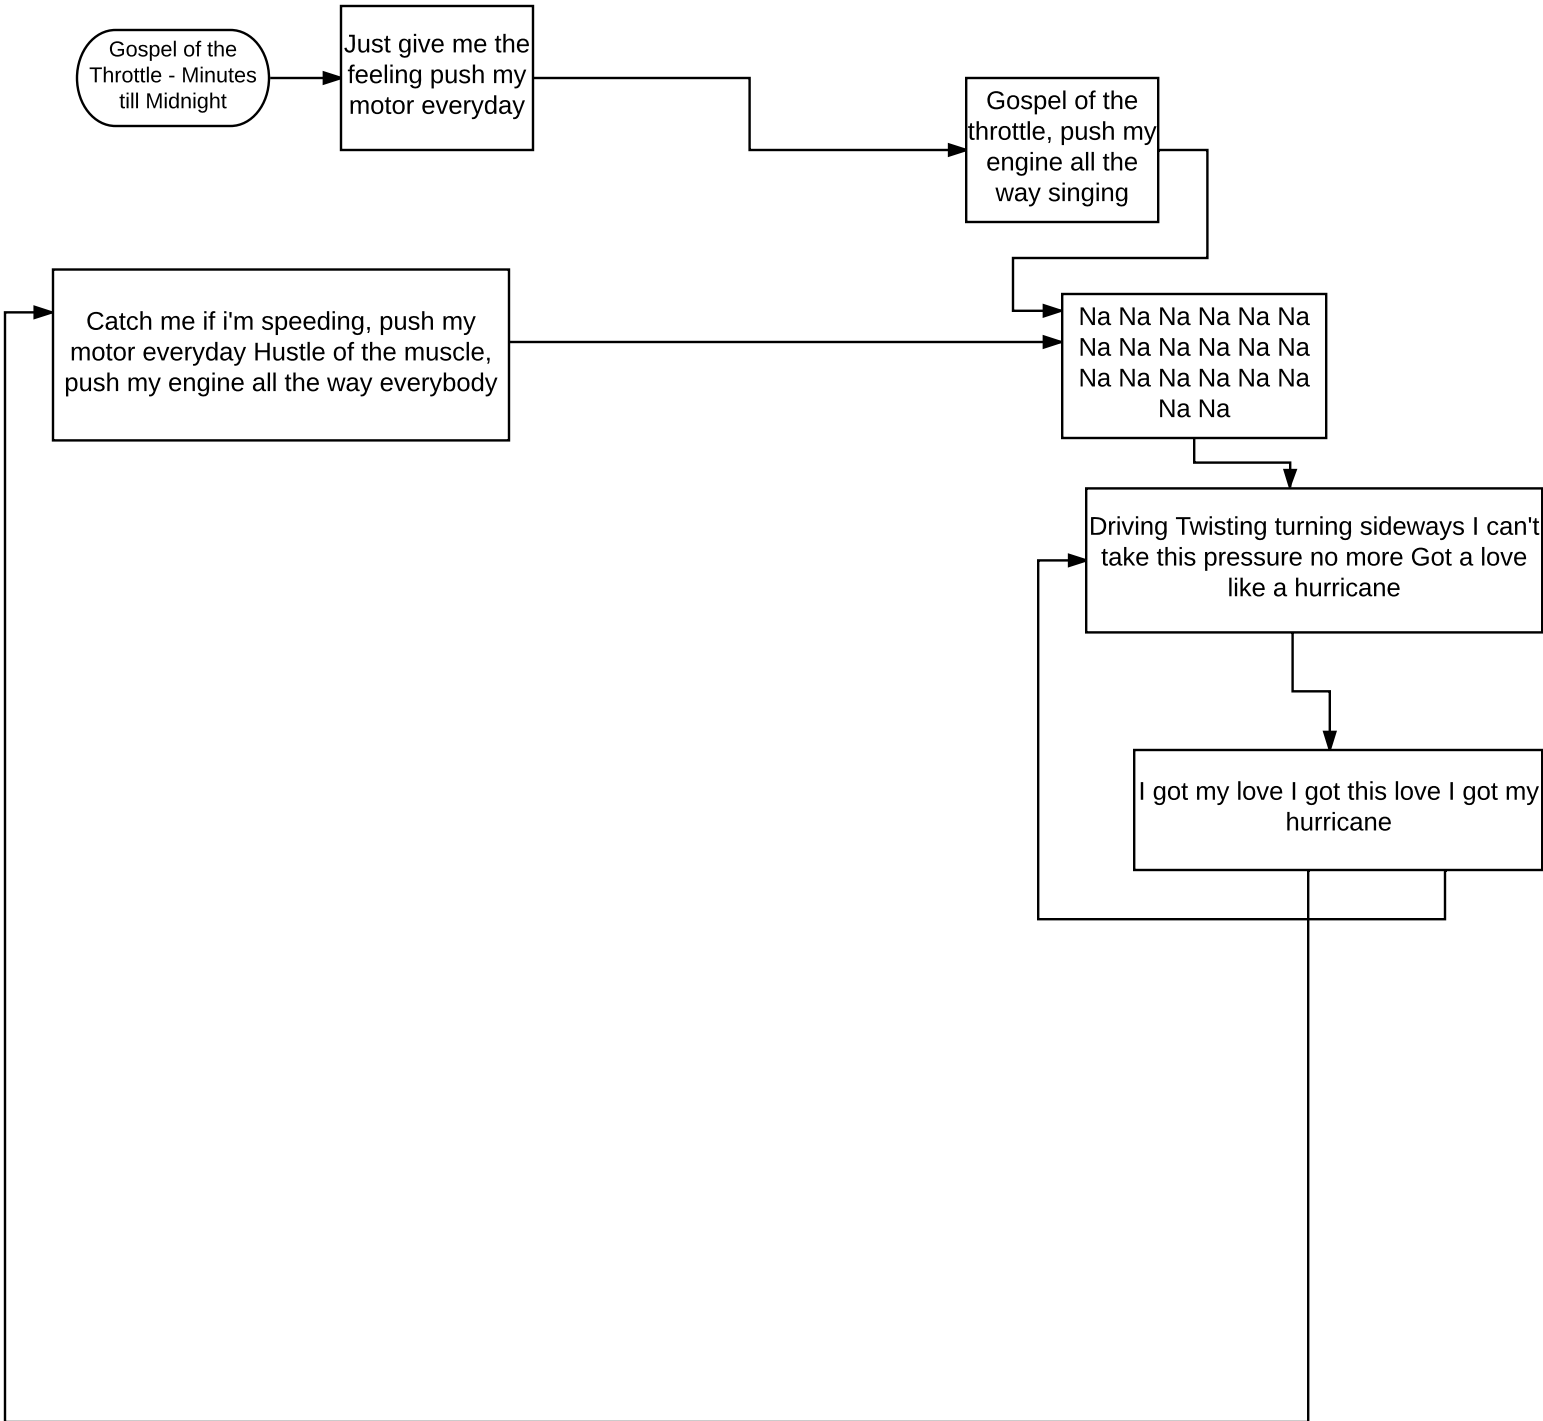 Gospel of the
Throttle - Minutes
till Midnight
Just give me the
feeling push my
motor everyday
Gospel of the
throttle, push my
engine all the
way singing
Catch me if i'm speeding, push my
motor everyday Hustle of the muscle,
push my engine all the way everybody
Na Na Na Na Na Na
Na Na Na Na Na Na
Na Na Na Na Na Na
Na Na
Driving Twisting turning sideways I can't
take this pressure no more Got a love
like a hurricane
I got my love I got this love I got my
hurricane